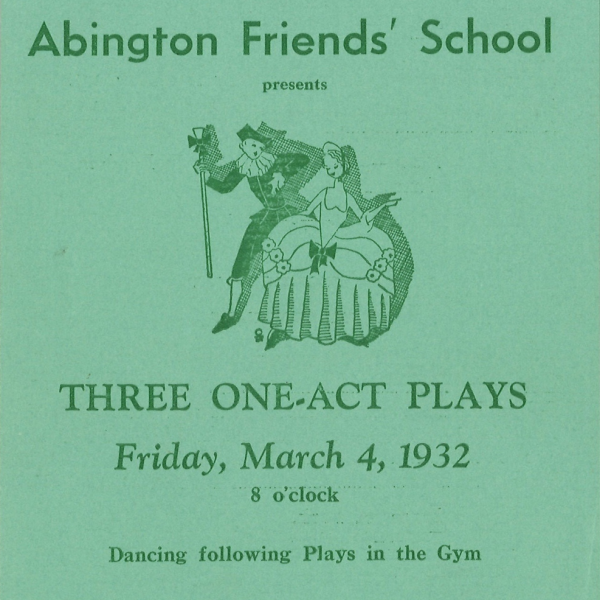 Abington Friends' School
presents
THREE ONE-ACT PLAYS
Friday, March 4, 1932
8 o'clock
Dancing following Plays in the Gym